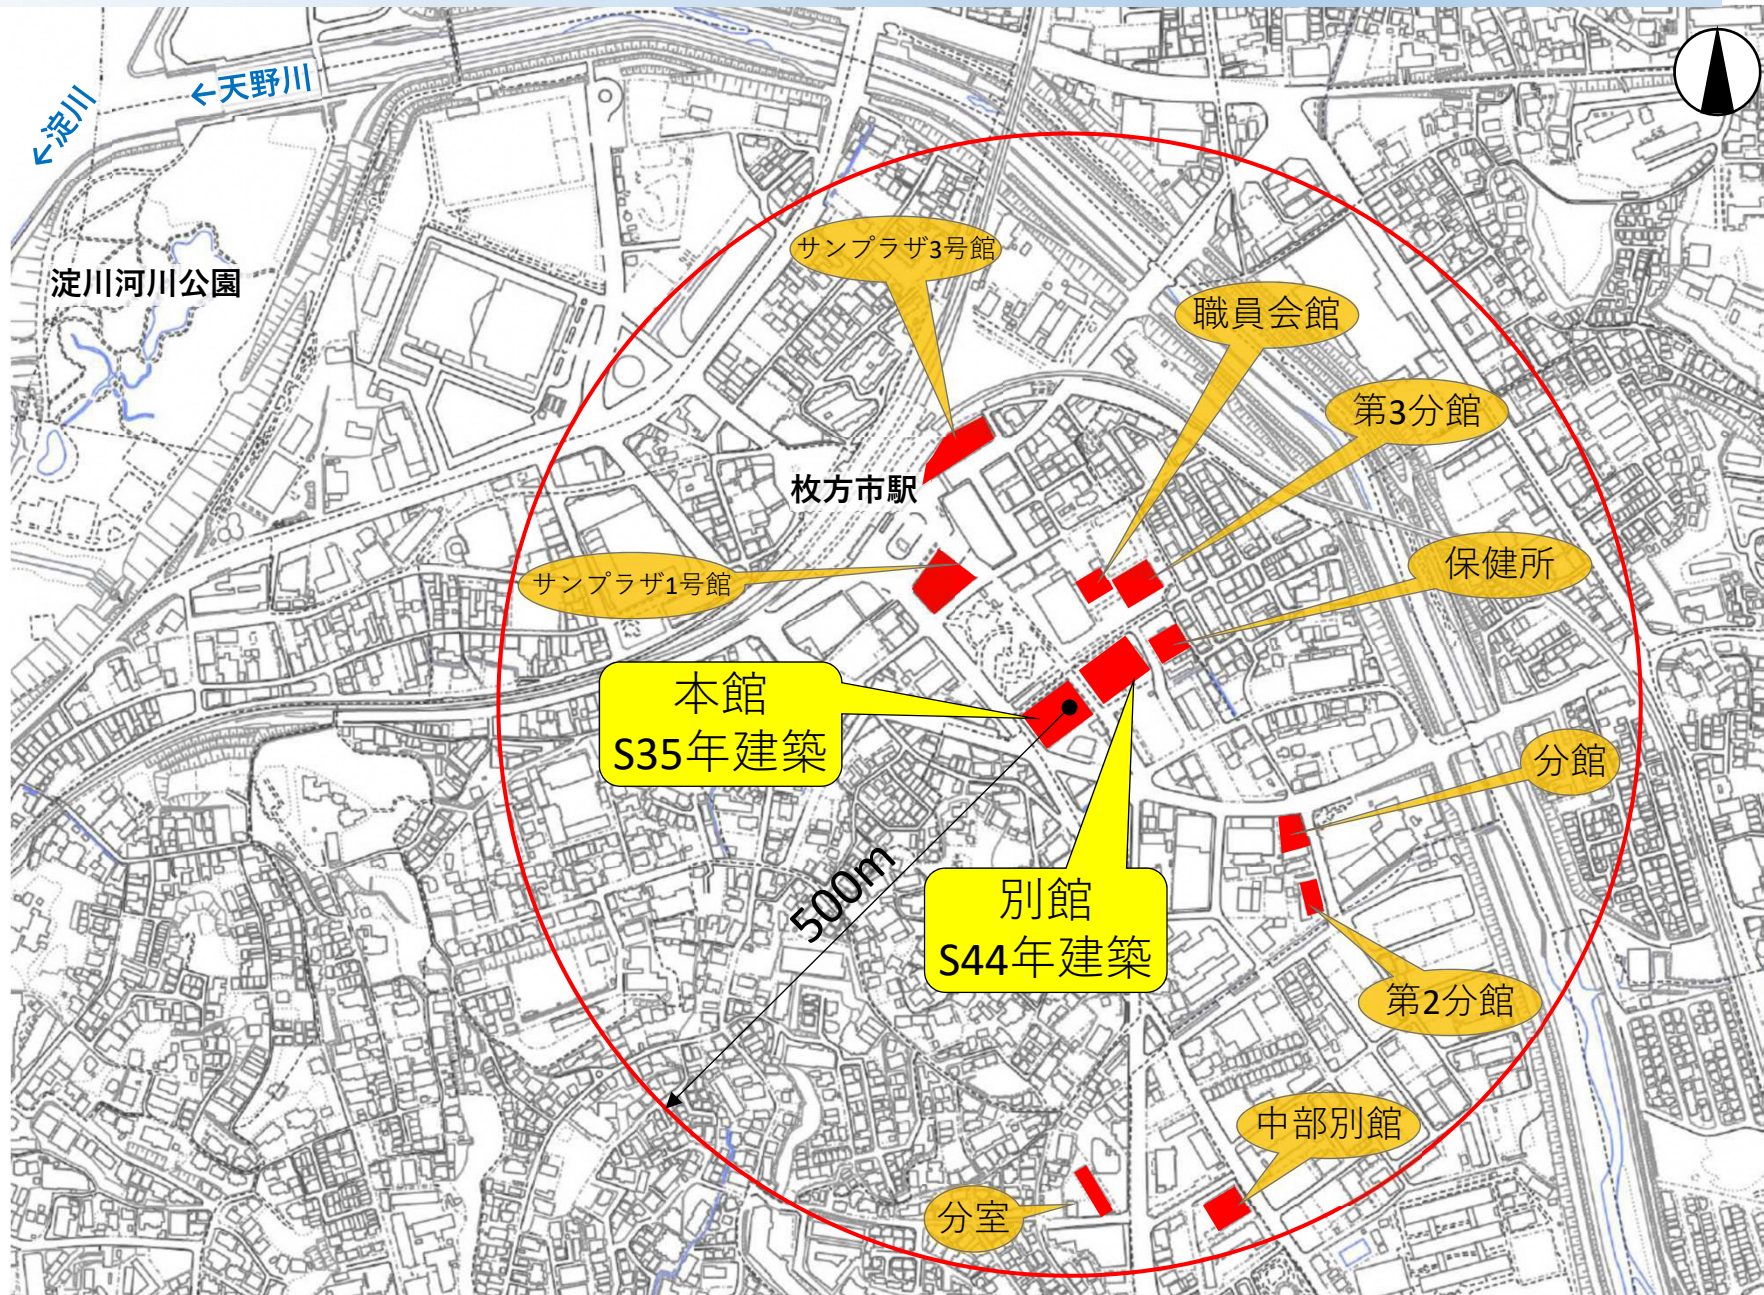 ←天野川
←淀川
サンプラザ3号館
淀川河川公園
職員会館
第3分館
枚方市駅
保健所
サンプラザ1号館
本館
S35年建築
分館
500m
別館
S44年建築
第2分館
中部別館
分室